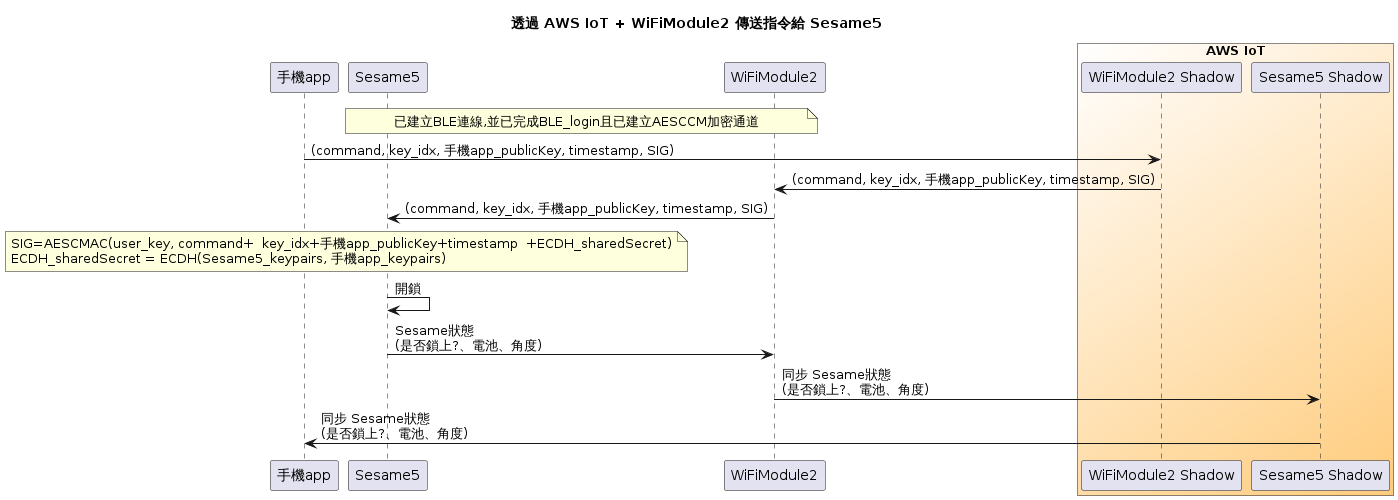 透過 AWS IoT + WiFiModule2 傳送指令給 Sesame5
AWS IoT
手機app
Sesame5
WiFiModule2
WiFiModule2 Shadow
Sesame5 Shadow
已建立BLE連線,並已完成BLE_login且已建立AESCCM加密通道
(command, key_idx, 手機app_publicKey, timestamp, SIG)
(command, key_idx, 手機app_publicKey, timestamp, SIG)
(command, key_idx, 手機app_publicKey, timestamp, SIG)
SIG=AESCMAC(user_key, command+  key_idx+手機app_publicKey+timestamp  +ECDH_sharedSecret)
ECDH_sharedSecret = ECDH(Sesame5_keypairs, 手機app_keypairs)
開鎖
Sesame狀態
(是否鎖上?、電池、角度)
同步 Sesame狀態
(是否鎖上?、電池、角度)
同步 Sesame狀態
(是否鎖上?、電池、角度)
手機app
Sesame5
WiFiModule2
WiFiModule2 Shadow
Sesame5 Shadow